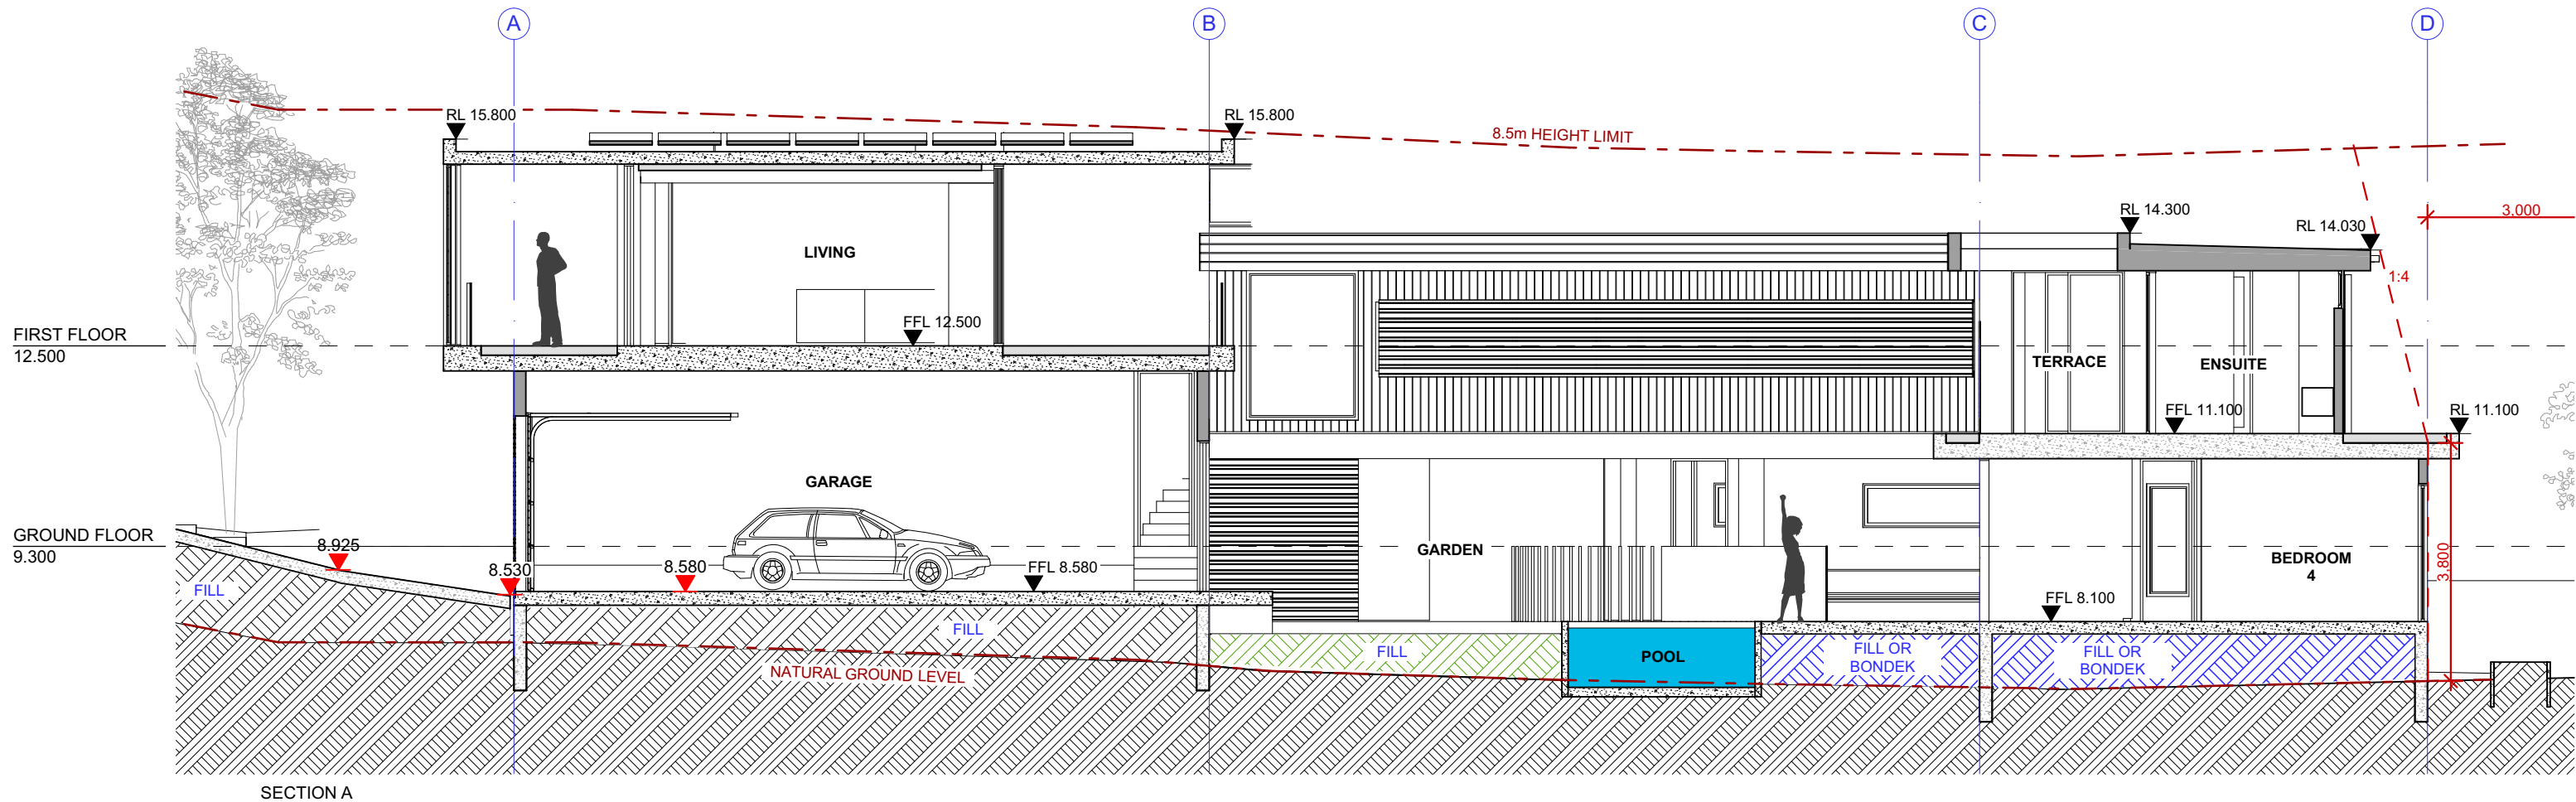 A
B
C
D
RL 15.800
RL 15.800
8.5m HEIGHT LIMIT
RL 14.300
3.000
RL 14.030
LIVING
1:4
FFL 12.500
FIRST FLOOR
12.500
TERRACE
ENSUITE
FFL 11.100
RL 11.100
GARAGE
GROUND FLOOR
9.300
8.925
8.530
8.580
FFL 8.580
GARDEN
BEDROOM
4
3.800
FILL
FFL 8.100
FILL
FILL
POOL
FILL OR
BONDEK
FILL OR
BONDEK
NATURAL GROUND LEVEL
SECTION A